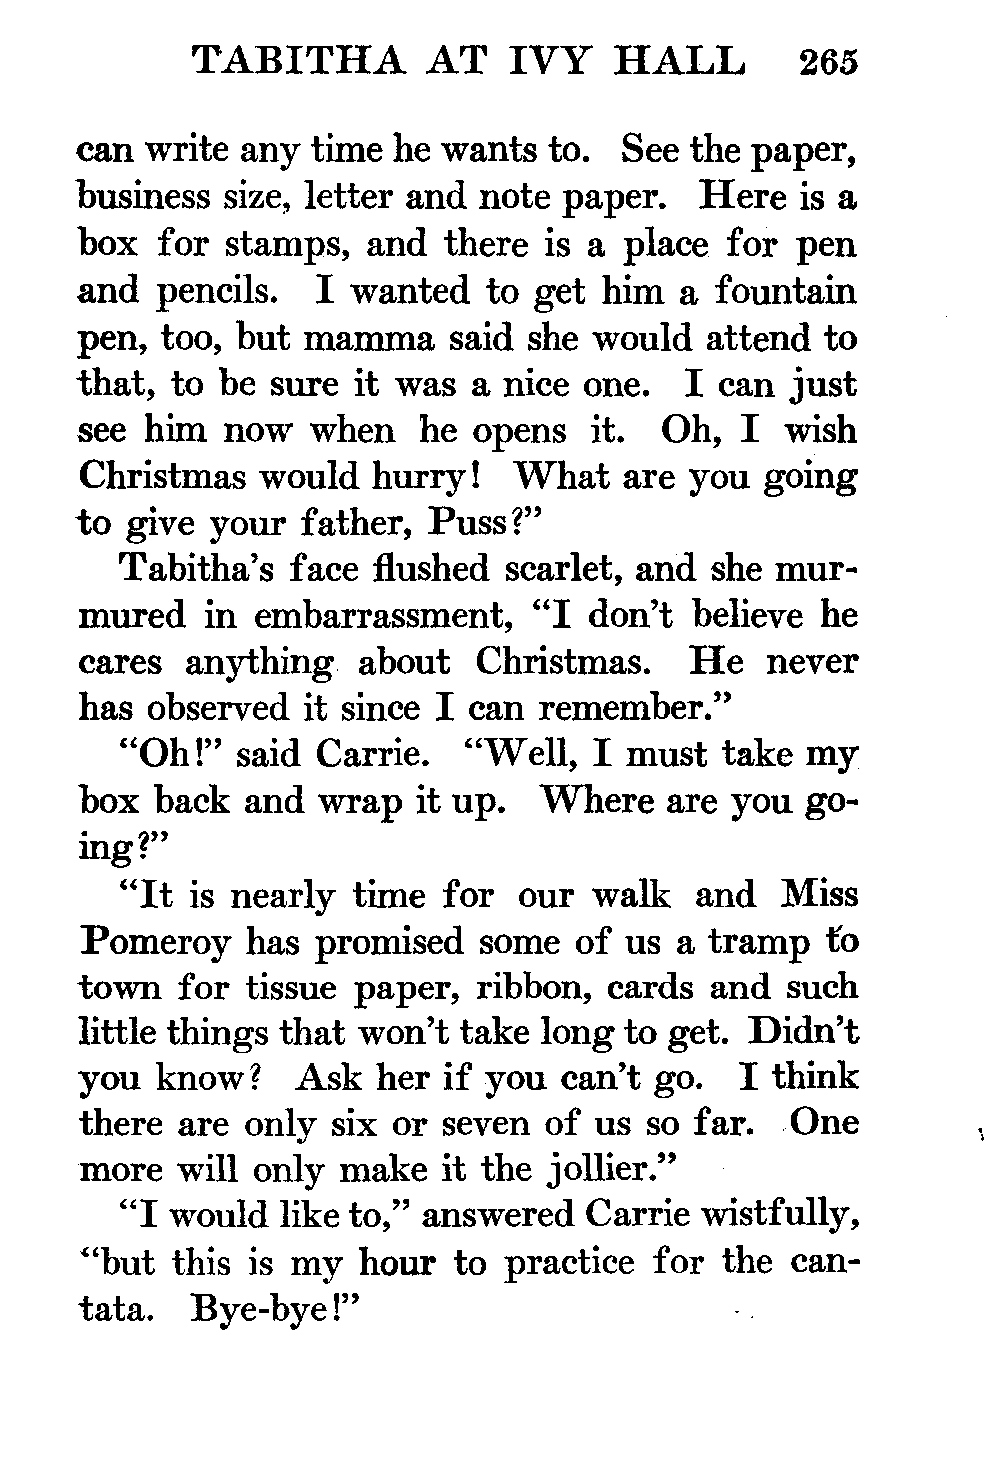 TABITHA AT IVY HALL 265
can write any time he wants to. See the paper,
business size, letter and note paper. Here is a
box for stamps, and there is a place for pen
and pencils. I wanted to get him a fountain
pen, too, but mamma said she would attend to
that, to be sure it was a nice one. I can just
see him now when he opens it. Oh, I wish
Christmas would hurry! What are you going
to give your father, Puss?”
Tabitha’s face flushed scarlet, and she mur-
mured in embarrassment, “I don’t believe he
cares anything about Christmas. He never
has observed it since I can remember.”
“Oh!” said Carrie. “Well, I must take my
box back and wrap it up. Where are you go-
ing?”
“It is nearly time for our walk and Miss
Pomeroy has promised some of us a tramp to
town for tissue paper, ribbon, cards and such
little things that won’t take long to get. Didn’t
you know? Ask her if you can’t go. I think
there are only six or seven of us so far. One
more will only make it the jollier.”
“I would like to,” answered Carrie wistfully,
“but this is my hour to practice for the can-
tata. Bye-bye!”